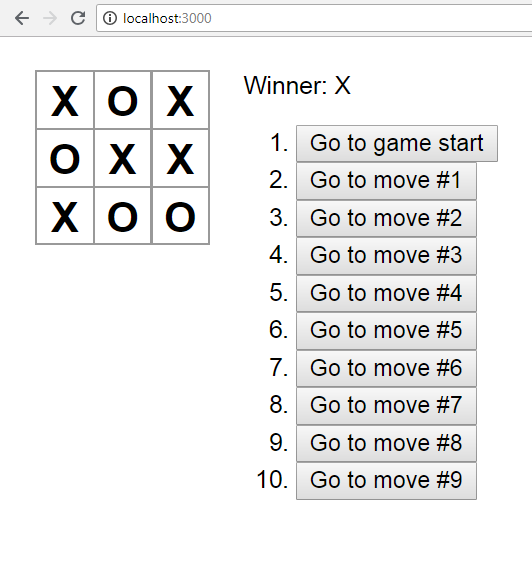 localhost:3000
X O X
O X X
X O O
Winner: X
1. Go to game start
2. Go to move #1
3. Go to move #2
4. Go to move #3
5. Go to move #4
6. Go to move #5
7. Go to move #6
8. Go to move #7
9. Go to move #8
10. Go to move #9